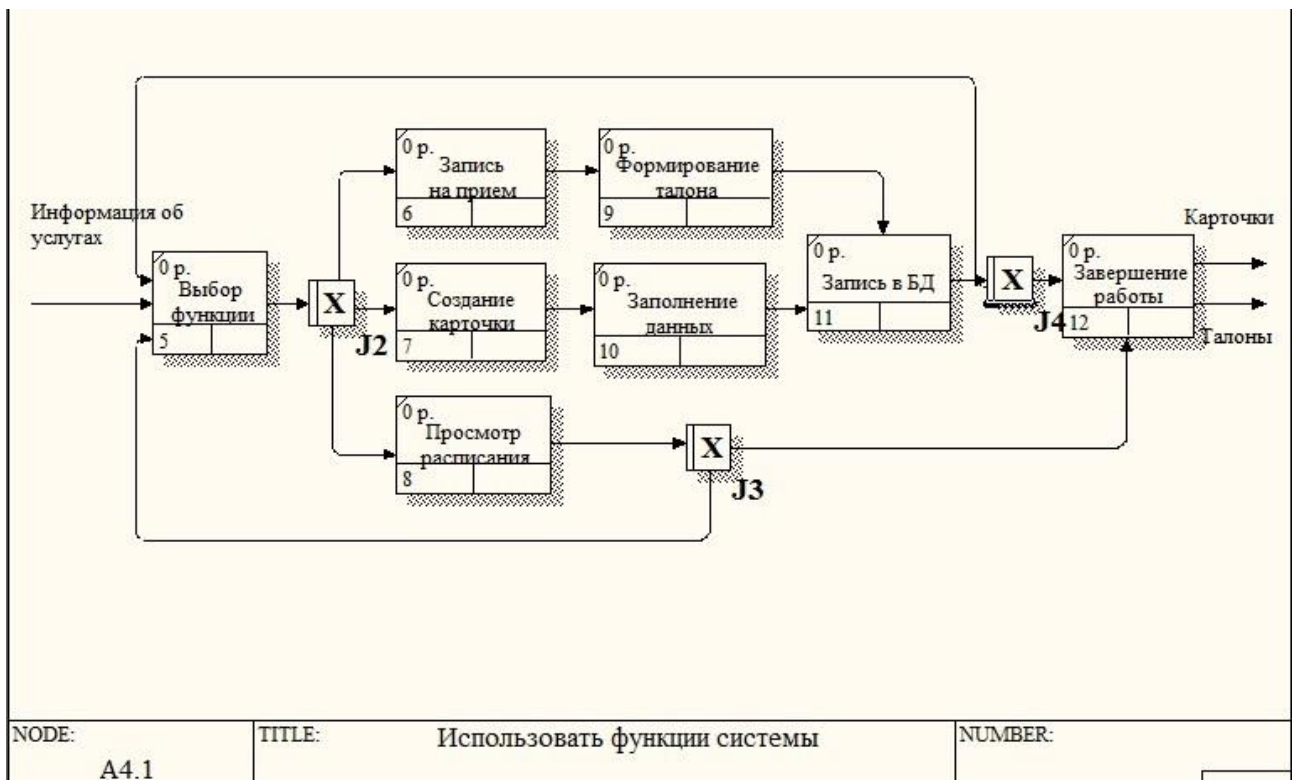 0 р.
Запись
на прием
6
0 р.
Формирование
талона
9
Информация об
услугах
Карточки
0 р.
Выбор
функции
5
X
J2
0 р.
Создание
карточки
7
0 р.
Заполнение
данных
10
0 р.
Запись в БД
11
X
J4
0 р.
Завершение
работы
12
Талоны
0 р.
Просмотр
расписания
8
X
J3
NODE:
A4.1
TITLE:
Использовать функции системы
NUMBER: